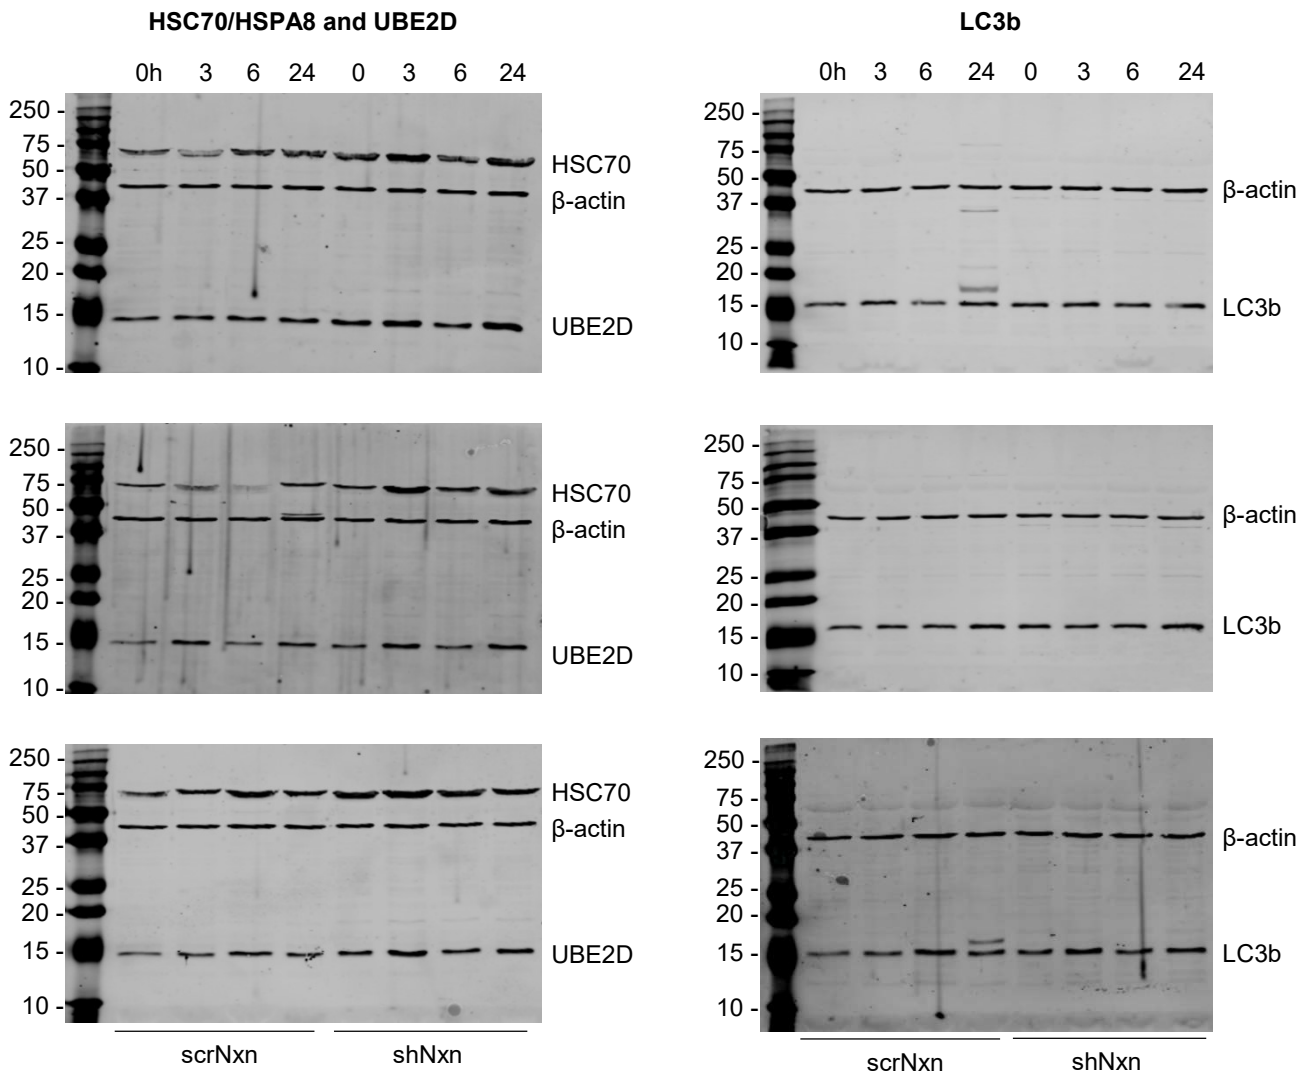 HSC70/HSPA8 and UBE2D
0h 3 6 24 0 3 6 24
250 -
75 -
HSC70
50 -
37 -
β-actin
25 -
20 -
15 -
UBE2D
10 -
250 -
75 -
HSC70
50 -
β-actin
37 -
25 -
20 -
15 -
UBE2D
10 -
250 -
75 -
HSC70
50 -
β-actin
37 -
25 -
20 -
15 -
UBE2D
10 -
scrNxn shNxn
LC3b
0h 3 6 24 0 3 6 24
250 -
75 -
50 -
β-actin
37 -
25 -
20 -
15 -
LC3b
10 -
250 -
75 -
50 -
β-actin
37 -
25 -
20 -
LC3b
15 -
10 -
250 -
75 -
50 -
β-actin
37 -
25 -
20 -
15 -
LC3b
10 -
scrNxn shNxn